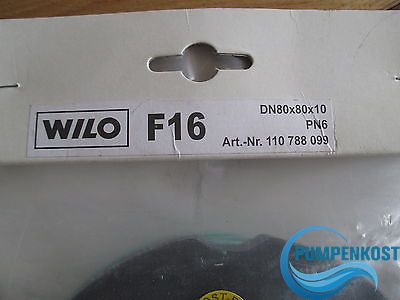 WILO F16
DN80x80x10
PN6
Art.-Nr. 110 788 099
PUMPENKOST